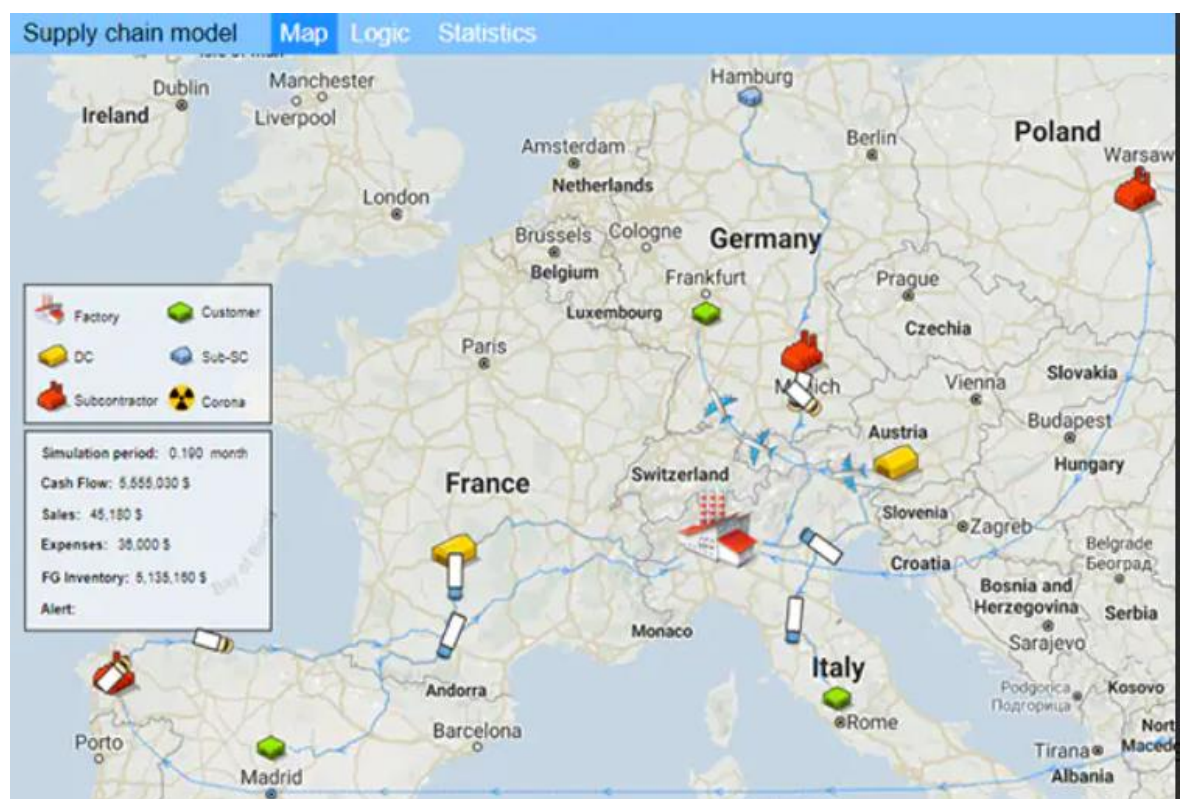 Supply chain model Map Logic Statistics
Dublin
Manchester
Ireland
Liverpool
Hamburg
Amsterdam
Berlin
Poland
Warsaw
Netherlands
London
Brussels
Cologne
Germany
Belgium
Frankfurt
Prague
Luxembourg
Czechia
Paris
Slovakia
Vienna
Budapest
Austria
Hungary
Switzerland
France
Slovenia
Zagreb
Croatia
Belgrade
Београд
Bosnia and
Herzegovina
Serbia
Sarajevo
Monaco
Italy
Andorra
Podgorica
Подгорица
Kosovo
Barcelona
Rome
Porto
Tirana
Madrid
Albania
Factory Customer
DC Sub-SC
Subcontractor Corona
Simulation period: 0.190 month
Cash Flow: 5,555,030 $
Sales: 45,180 $
Expenses: 36,000 $
FG Inventory: 5,135,150 $
Alert: